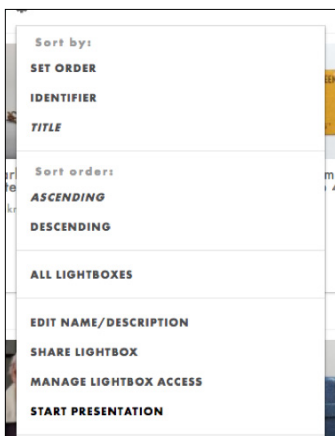 Sort by:
SET ORDER
IDENTIFIER
TITLE
Sort order:
ASCENDING
DESCENDING
ALL LIGHTBOXES
EDIT NAME/DESCRIPTION
SHARE LIGHTBOX
MANAGE LIGHTBOX ACCESS
START PRESENTATION